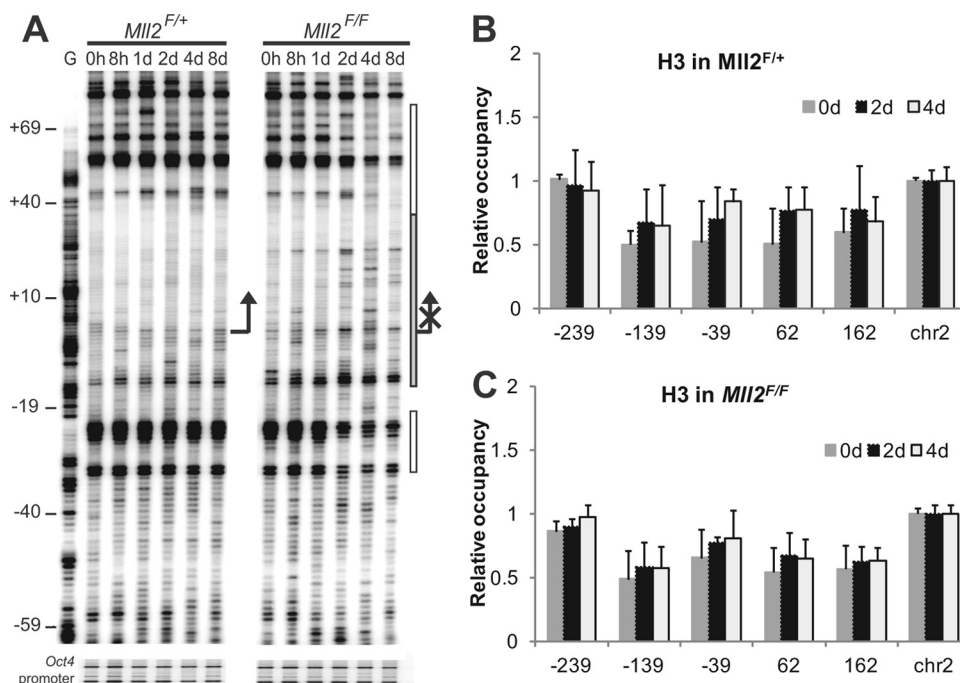 A
Mll2 F/+
Mll2 F/F
G 0h 8h 1d 2d 4d 8d 0h 8h 1d 2d 4d 8d
+69
+40
+10
-19
-40
-59
Oct4
promoter
B
H3 in Mll2F/+
0d 2d 4d
Relative occupancy
2
1.5
1
0.5
0
-239 -139 -39 62 162 chr2
C
H3 in Mll2F/F
0d 2d 4d
Relative occupancy
2
1.5
1
0.5
0
-239 -139 -39 62 162 chr2